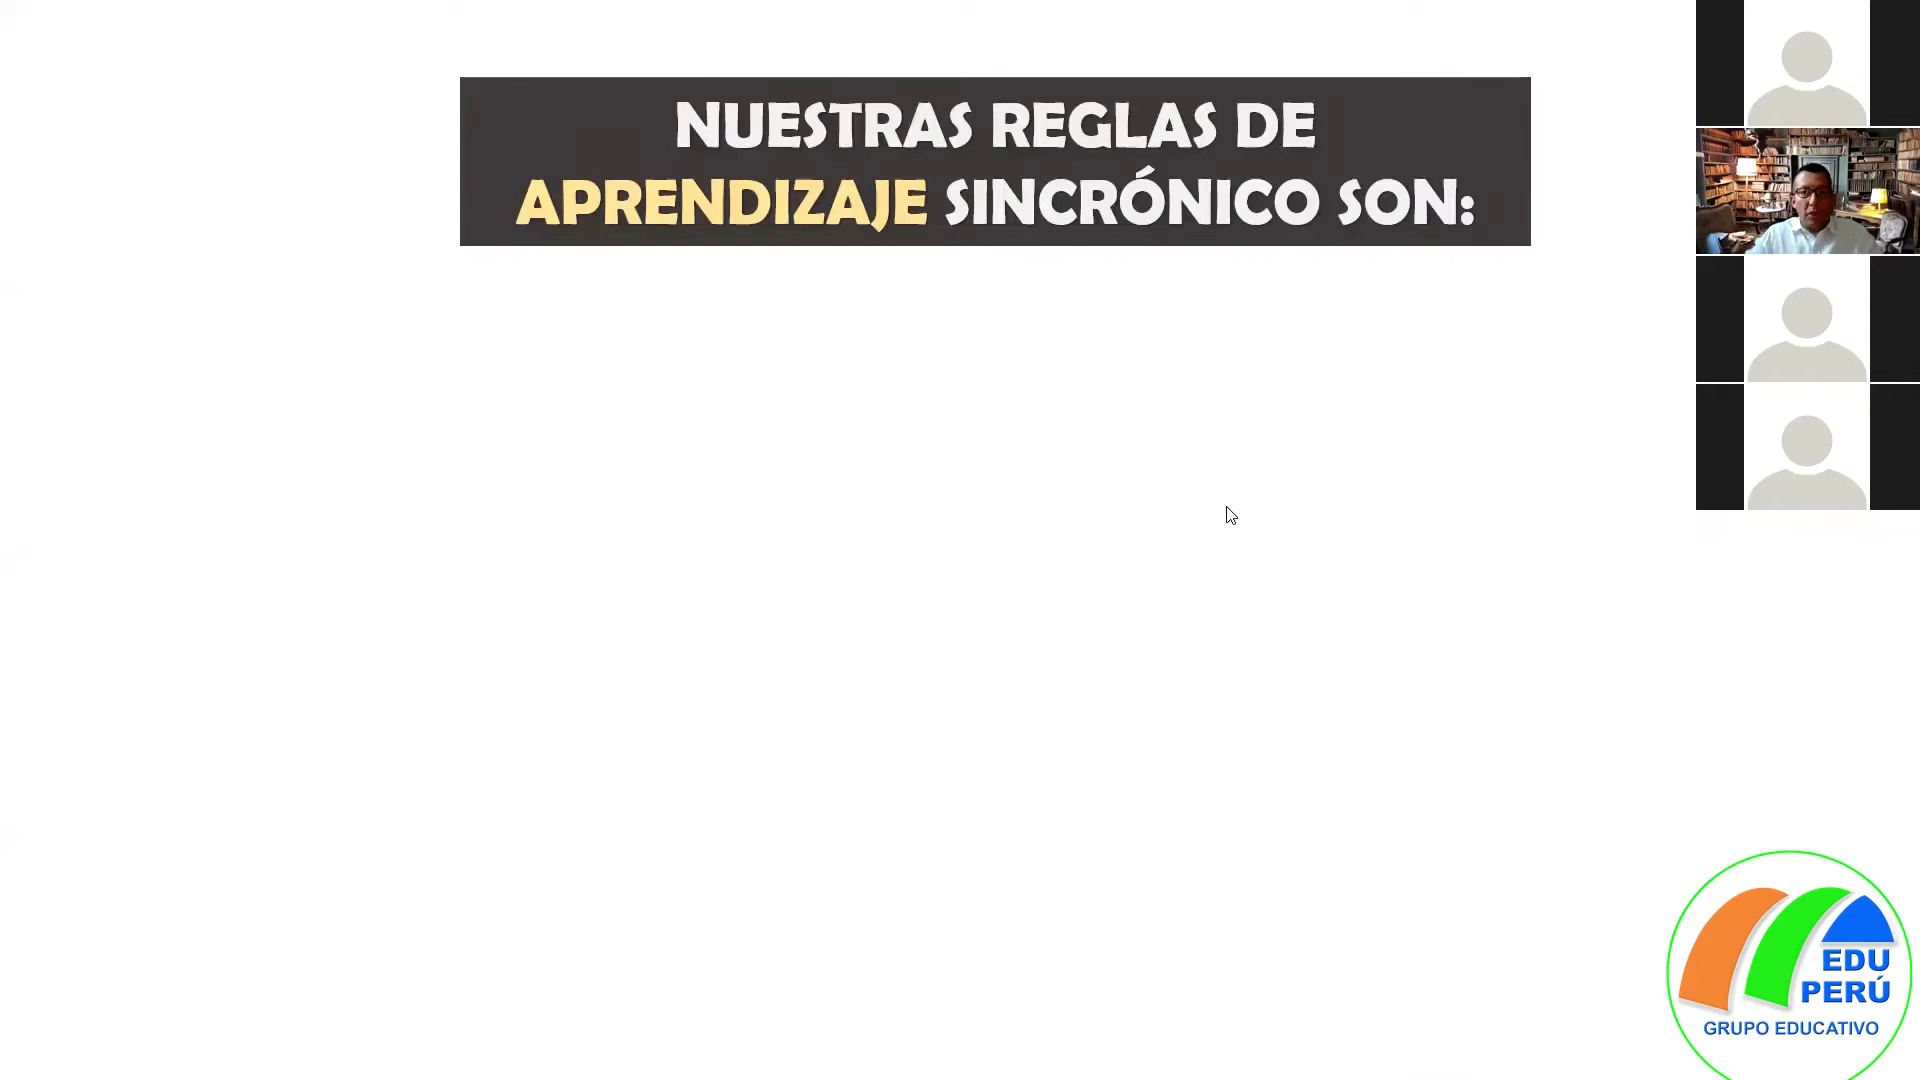 NUESTRAS REGLAS DE
APRENDIZAJE SINCRÓNICO SON:
EDU
PERÚ
GRUPO EDUCATIVO